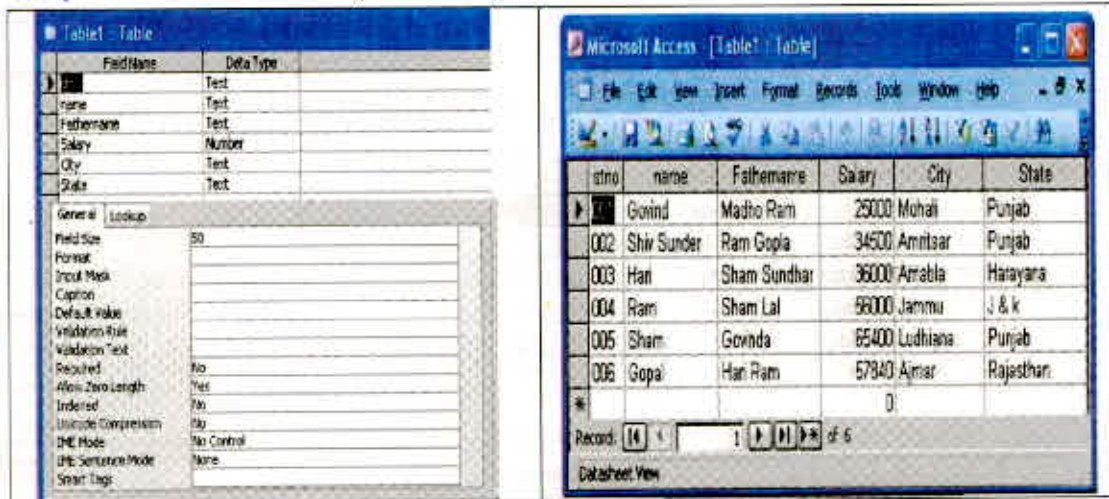 Table1 : Table
Field Name Data Type
Text
name Text
Fathername Text
Salary Number
City Text
State Text
General Lookup
Field Size 50
Format
Input Mask
Caption
Default Value
Validation Rule
Validation Text
Required No
Allow Zero Length Yes
Indexed No
Unicode Compression No
IME Mode No Control
IME Sentence Mode None
Smart Tags
Microsoft Access - [Table1 : Table]
File Edit View Insert Format Records Tools Window Help
stno name Fathername Salary City State
Govind Madho Ram 25000 Mohali Punjab
002 Shiv Sunder Ram Gopla 34500 Amritsar Punjab
003 Hari Sham Sundhar 36000 Ambala Harayana
004 Ram Sham Lal Jammu J & k
005 Sham Govnda 65400 Ludhiana Punjab
006 Gopal Hari Ram 57840 Ajmar Rajasthan
0
Record: 1 of 6
Datasheet View